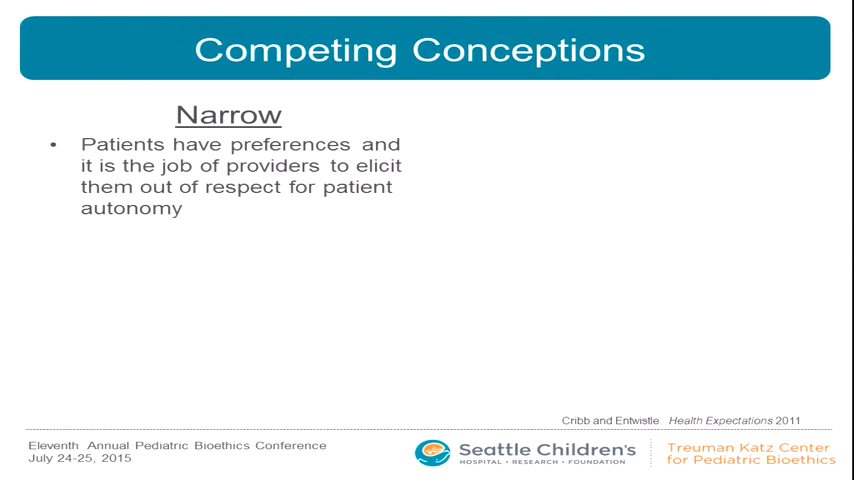 Competing Conceptions
Narrow
• Patients have preferences and
it is the job of providers to elicit
them out of respect for patient
autonomy
Cribb and Entwistle Health Expectations 2011
Eleventh Annual Pediatric Bioethics Conference
July 24-25, 2015
Seattle Children's
HOSPITAL • RESEARCH • FOUNDATION
Treuman Katz Center
for Pediatric Bioethics